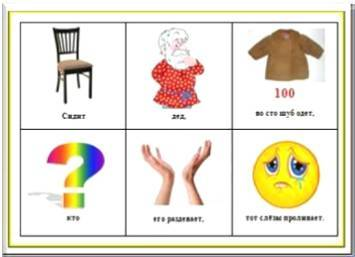 Сидит
дед,
100
во сто шуб одет,
кто
его раздевает,
тот слёзы проливает.